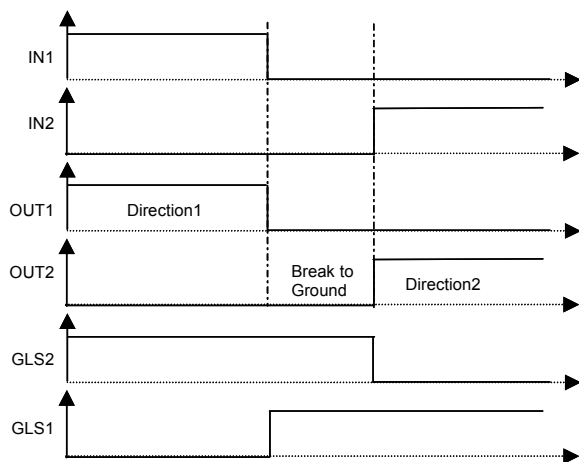 IN1
IN2
OUT1
Direction1
OUT2
Break to
Ground
Direction2
GLS2
GLS1